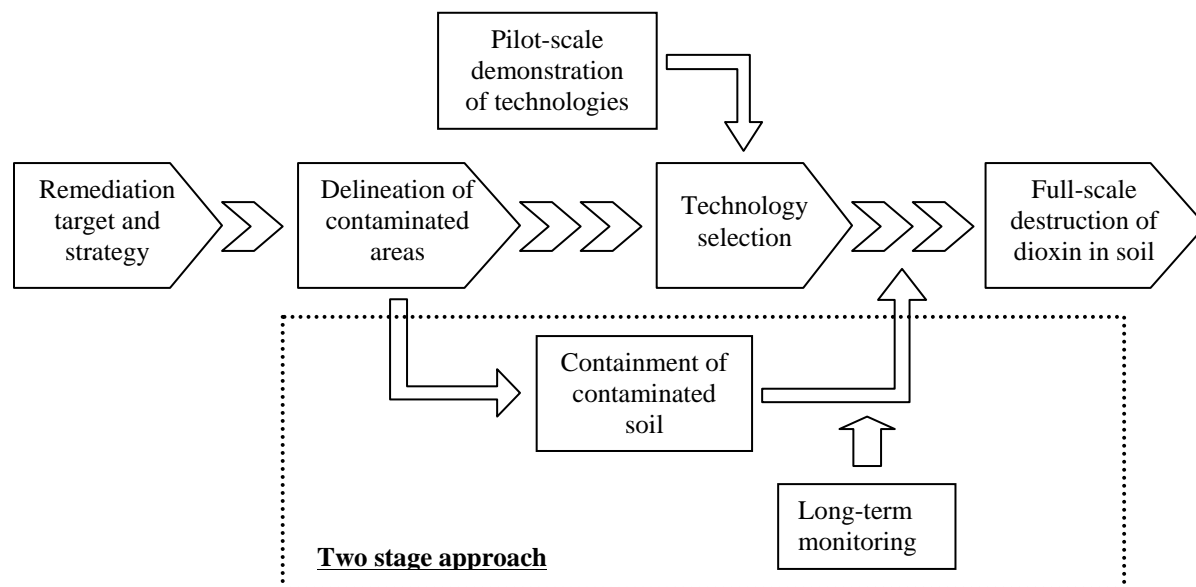 Pilot-scale
demonstration
of technologies
Remediation
target and
strategy
Delineation of
contaminated
areas
Technology
selection
Full-scale
destruction of
dioxin in soil
Containment of
contaminated
soil
Long-term
monitoring
Two stage approach